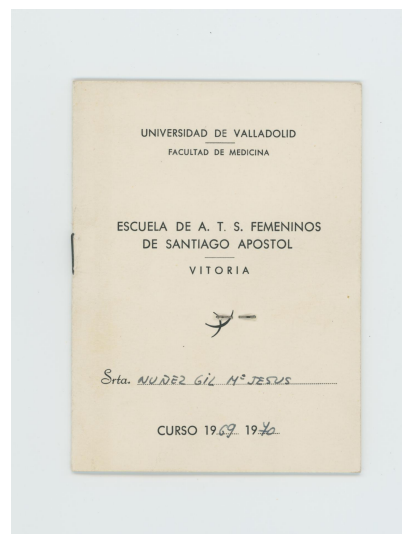 UNIVERSIDAD DE VALLADOLID
FACULTAD DE MEDICINA
ESCUELA DE A. T. S. FEMENINOS
DE SANTIAGO APOSTOL
VITORIA
Srta. NUÑEZ GIL Mª JESUS
CURSO 1969 1970